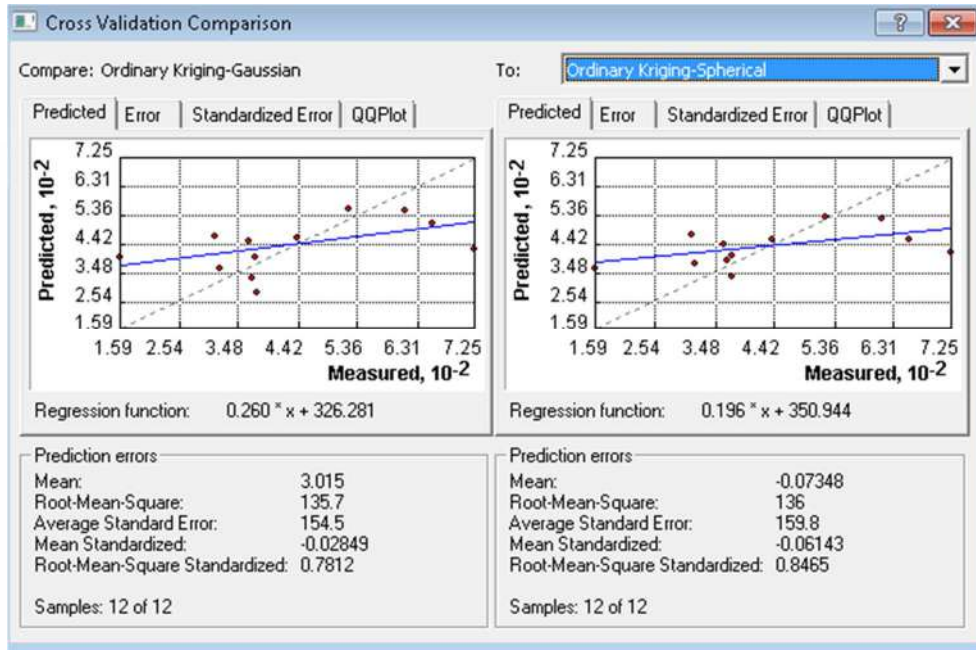 Cross Validation Comparison
Compare: Ordinary Kriging-Gaussian
To: Ordinary Kriging-Spherical
Predicted Error Standardized Error QQPlot
Predicted, 10-2
7.25
6.31
5.36
4.42
3.48
2.54
1.59
1.59 2.54 3.48 4.42 5.36 6.31 7.25
Measured, 10-2
Regression function: 0.260 * x + 326.281
Prediction errors
Mean: 3.015
Root-Mean-Square: 135.7
Average Standard Error: 154.5
Mean Standardized: -0.02849
Root-Mean-Square Standardized: 0.7812
Samples: 12 of 12
Predicted Error Standardized Error QQPlot
Predicted, 10-2
7.25
6.31
5.36
4.42
3.48
2.54
1.59
1.59 2.54 3.48 4.42 5.36 6.31 7.25
Measured, 10-2
Regression function: 0.196 * x + 350.944
Prediction errors
Mean: -0.07348
Root-Mean-Square: 136
Average Standard Error: 159.8
Mean Standardized: -0.06143
Root-Mean-Square Standardized: 0.8465
Samples: 12 of 12